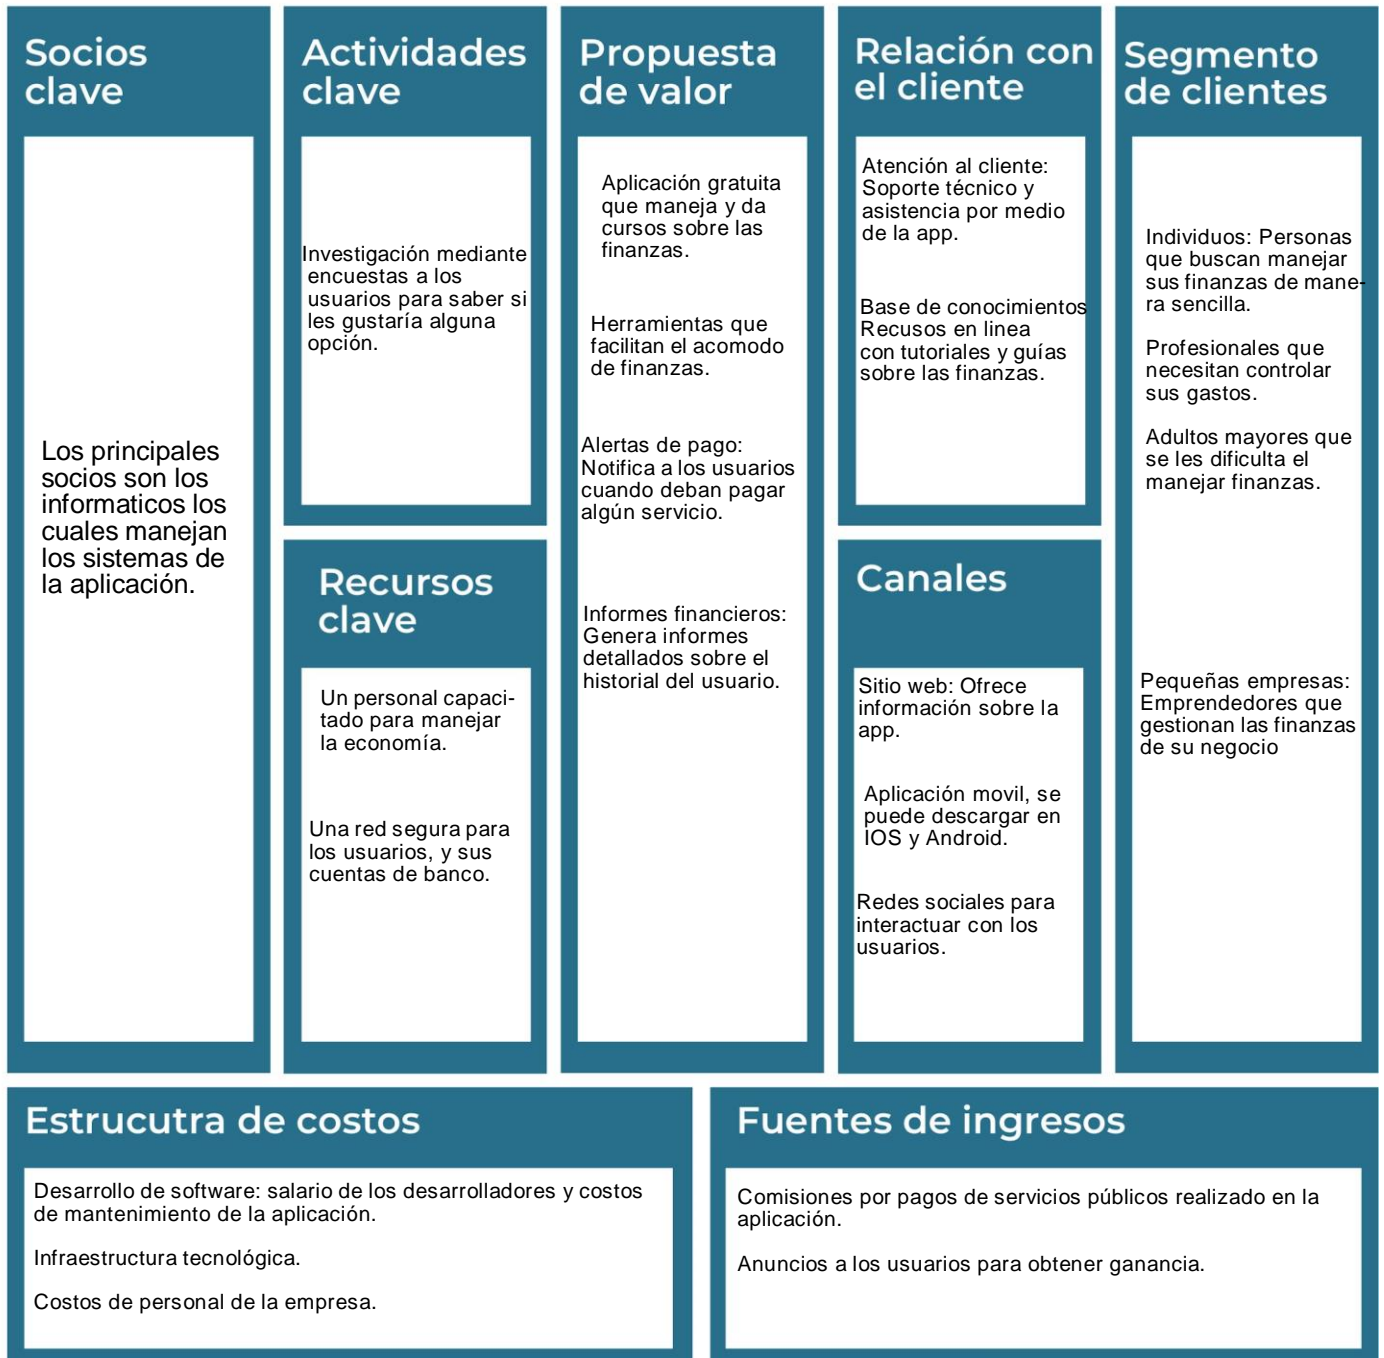 Socios
clave
Los principales
socios son los
informaticos los
cuales manejan
los sistemas de
la aplicación.
Actividades
clave
Investigación mediante
encuestas a los
usuarios para saber si
les gustaría alguna
opción.
Recursos
clave
Un personal capaci-
tado para manejar
la economía.
Una red segura para
los usuarios, y sus
cuentas de banco.
Propuesta
de valor
Aplicación gratuita
que maneja y da
cursos sobre las
finanzas.
Herramientas que
facilitan el acomodo
de finanzas.
Alertas de pago:
Notifica a los usuarios
cuando deban pagar
algún servicio.
Informes financieros:
Genera informes
detallados sobre el
historial del usuario.
Relación con
el cliente
Atención al cliente:
Soporte técnico y
asistencia por medio
de la app.
Base de conocimientos
Recusos en linea
con tutoriales y guías
sobre las finanzas.
Canales
Sitio web: Ofrece
información sobre la
app.
Aplicación movil, se
puede descargar en
IOS y Android.
Redes sociales para
interactuar con los
usuarios.
Segmento
de clientes
Individuos: Personas
que buscan manejar
sus finanzas de mane-
ra sencilla.
Profesionales que
necesitan controlar
sus gastos.
Adultos mayores que
se les dificulta el
manejar finanzas.
Pequeñas empresas:
Emprendedores que
gestionan las finanzas
de su negocio
Estrucutra de costos
Desarrollo de software: salario de los desarrolladores y costos
de mantenimiento de la aplicación.
Infraestructura tecnológica.
Costos de personal de la empresa.
Fuentes de ingresos
Comisiones por pagos de servicios públicos realizado en la
aplicación.
Anuncios a los usuarios para obtener ganancia.